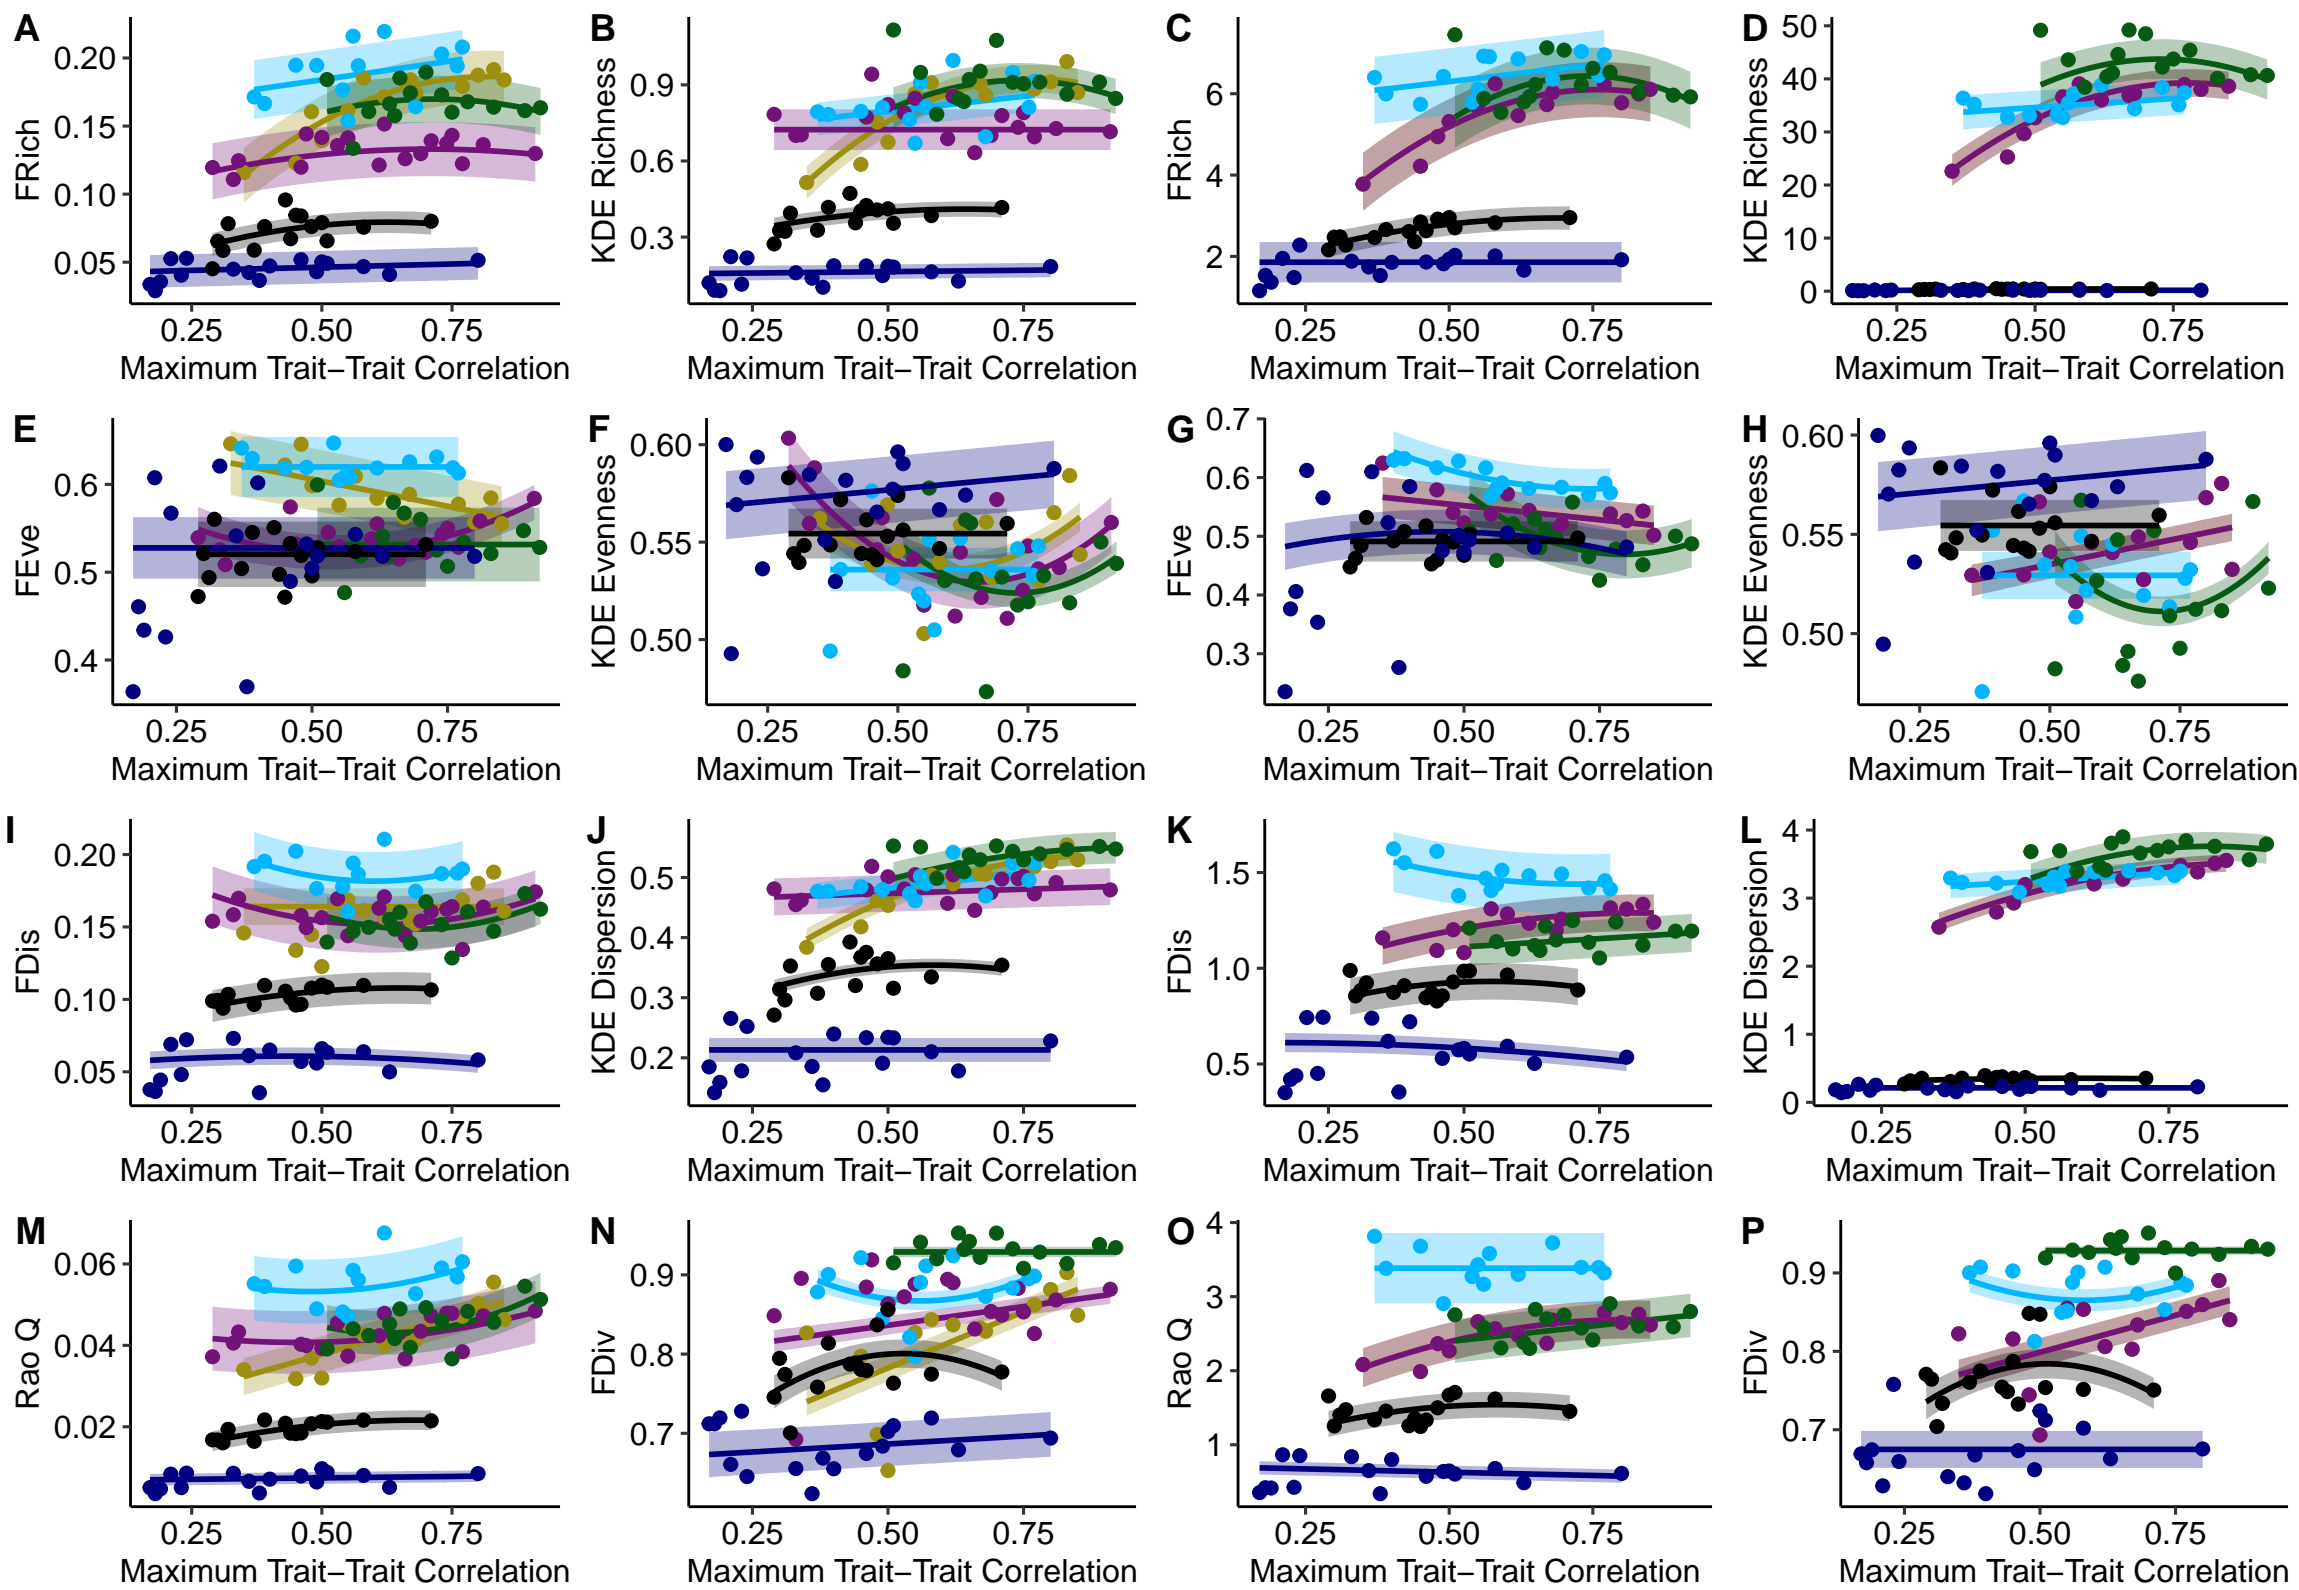 A
FRich
0.20
0.15
0.10
0.05
0.25 0.50 0.75
Maximum Trait−Trait Correlation
B
KDE Richness
0.9
0.6
0.3
0.25 0.50 0.75
Maximum Trait−Trait Correlation
C
FRich
6
4
2
0.25 0.50 0.75
Maximum Trait−Trait Correlation
D
KDE Richness
50
40
30
20
10
0
0.25 0.50 0.75
Maximum Trait−Trait Correlation
E
FEve
0.6
0.5
0.4
0.25 0.50 0.75
Maximum Trait−Trait Correlation
F
KDE Evenness
0.60
0.55
0.50
0.25 0.50 0.75
Maximum Trait−Trait Correlation
G
FEve
0.7
0.6
0.5
0.4
0.3
0.25 0.50 0.75
Maximum Trait−Trait Correlation
H
KDE Evenness
0.60
0.55
0.50
0.25 0.50 0.75
Maximum Trait−Trait Correlation
I
FDis
0.20
0.15
0.10
0.05
0.25 0.50 0.75
Maximum Trait−Trait Correlation
J
KDE Dispersion
0.5
0.4
0.3
0.2
0.25 0.50 0.75
Maximum Trait−Trait Correlation
K
FDis
1.5
1.0
0.5
0.25 0.50 0.75
Maximum Trait−Trait Correlation
L
KDE Dispersion
4
3
2
1
0
0.25 0.50 0.75
Maximum Trait−Trait Correlation
M
Rao Q
0.06
0.04
0.02
0.25 0.50 0.75
Maximum Trait−Trait Correlation
N
FDiv
0.9
0.8
0.7
0.25 0.50 0.75
Maximum Trait−Trait Correlation
O
Rao Q
4
3
2
1
0.25 0.50 0.75
Maximum Trait−Trait Correlation
P
FDiv
0.9
0.8
0.7
0.25 0.50 0.75
Maximum Trait−Trait Correlation